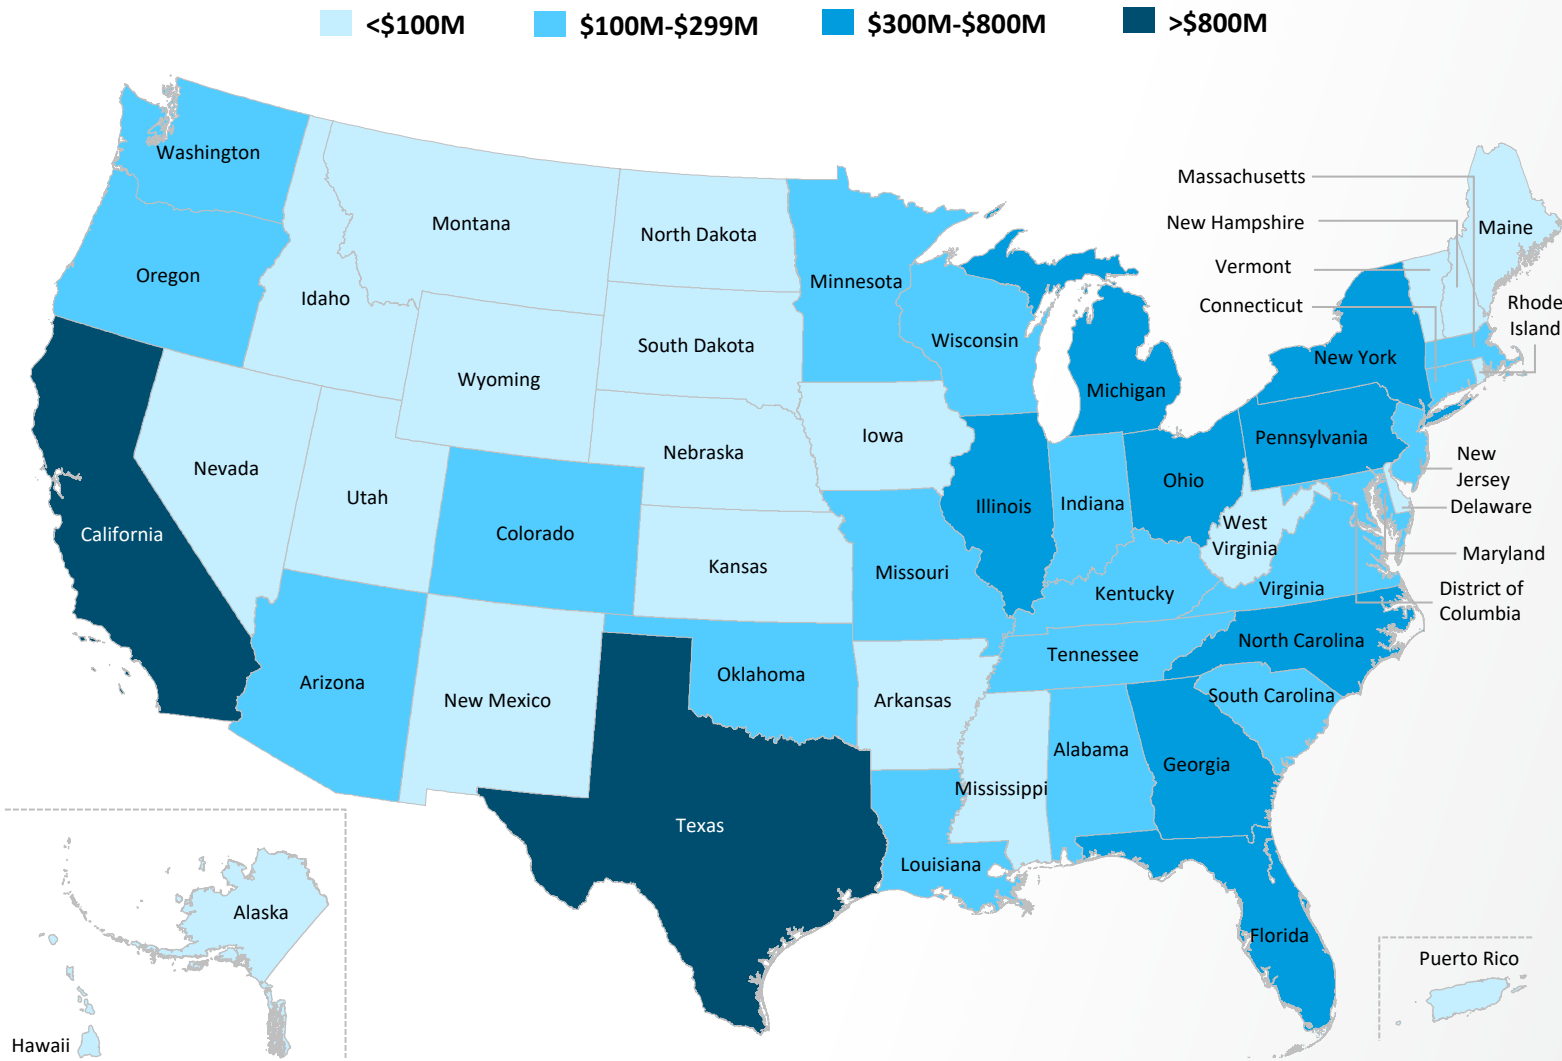 <$100M
$100M-$299M
$300M-$800M
>$800M
Washington
Massachusetts
Montana
New Hampshire
Maine
North Dakota
Oregon
Minnesota
Vermont
Idaho
Connecticut
Rhode
Island
Wisconsin
South Dakota
New York
Wyoming
Michigan
Iowa
Pennsylvania
Nebraska
Nevada
New
Jersey
Utah
Ohio
Indiana
Illinois
Delaware
California
Colorado
West
Virginia
Maryland
Kansas
Missouri
Virginia
District of
Columbia
Kentucky
North Carolina
Tennessee
Oklahoma
Arizona
South Carolina
New Mexico
Arkansas
Alabama
Georgia
Mississippi
Texas
Louisiana
Alaska
Florida
Puerto Rico
Hawaii